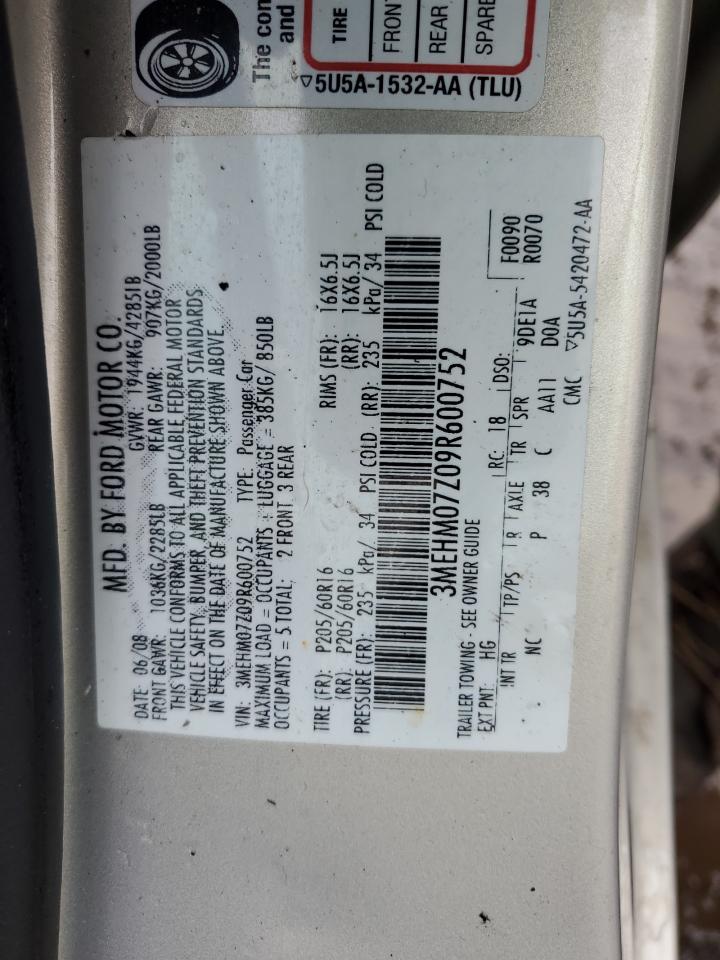 The con
and
TIRE
FRONT
REAR
SPARE
▽5U5A-1532-AA (TLU)
MFD. BY FORD MOTOR CO.
DATE: 06/08 GVWR: 1944KG/4285LB
FRONT GAWR: 1036KG/2285LB REAR GAWR: 907KG/2000LB
THIS VEHICLE CONFORMS TO ALL APPLICABLE FEDERAL MOTOR
VEHICLE SAFETY, BUMPER, AND THEFT PREVENTION STANDARDS
IN EFFECT ON THE DATE OF MANUFACTURE SHOWN ABOVE.
VIN: 3MEHM07Z09R600752 TYPE: Passenger Car
MAXIMUM LOAD = OCCUPANTS + LUGGAGE = 385KG/ 850LB
OCCUPANTS = 5 TOTAL: 2 FRONT 3 REAR
TIRE (FR): P205/60R16 RIMS (FR): 16X6.5J
(RR): P205/60R16 (RR): 16X6.5J
PRESSURE (FR): 235 kPa/ 34 PSI COLD (RR): 235 kPa/ 34 PSI COLD
3MEHM07Z09R600752
TRAILER TOWING - SEE OWNER GUIDE
EXT PNT: HG RC: 18 DSO: F0090
R0070
INT TR TP/PS R AXLE TR SPR 9DE1A
NC P 38 C AA11 D0A
CMC ▽5U5A-5420472-AA